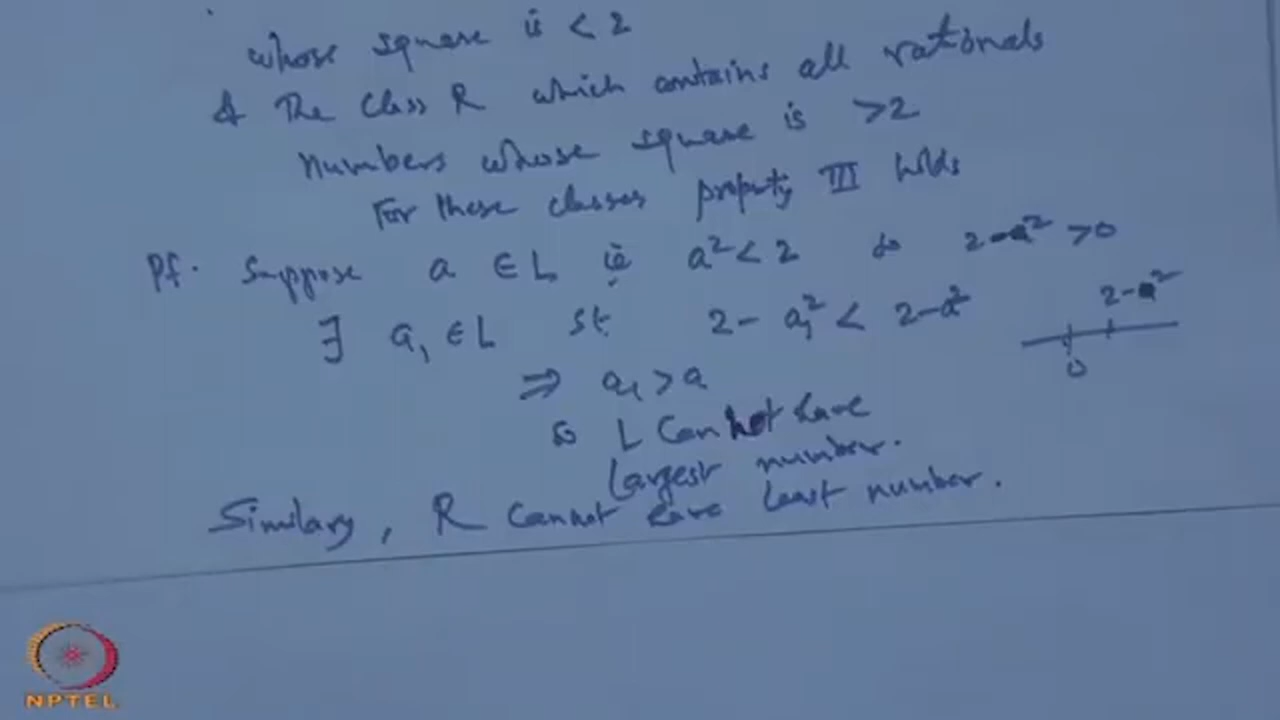 whose square is < 2
& The Class R which contains all rationals
numbers whose square is > 2
For these classes property III holds
Pf. Suppose a ∈ L ie a² < 2 so 2-a² > 0
∃ a₁ ∈ L st 2 - a₁² < 2-a²
2-a²
0
⇒ a₁ > a
so L Cannot have
largest number.
Similary, R cannot have least number.
NPTEL